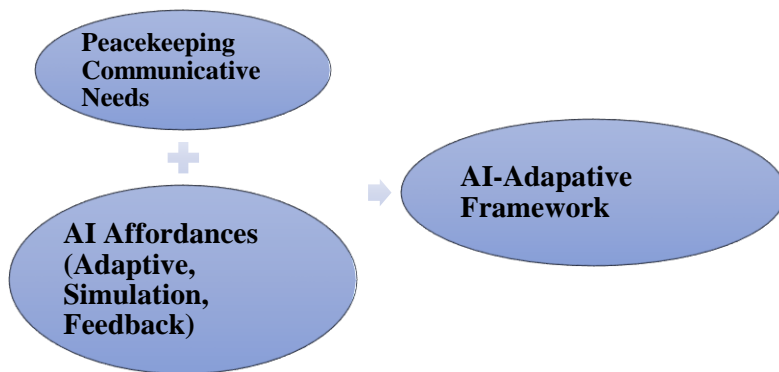 Peacekeeping
Communicative
Needs
AI Affordances
(Adaptive,
Simulation,
Feedback)
AI-Adapative
Framework